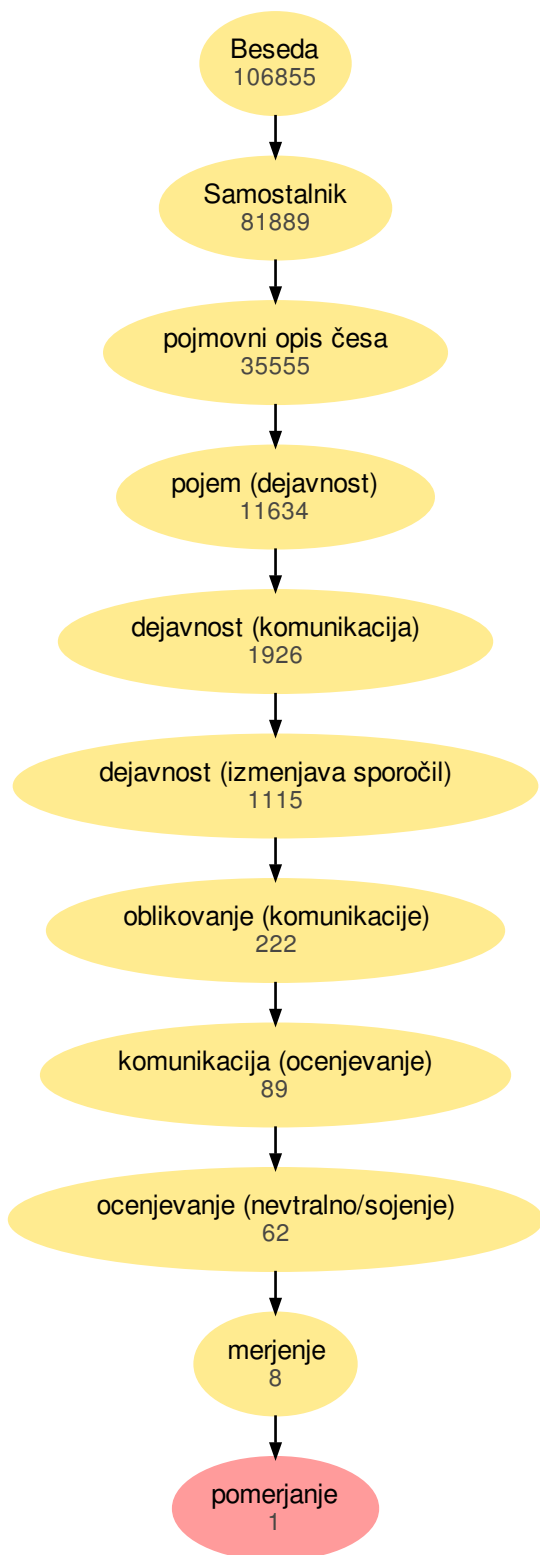 Beseda
106855
Samostalnik
81889
pojmovni opis česa
35555
pojem (dejavnost)
11634
dejavnost (komunikacija)
1926
dejavnost (izmenjava sporočil)
1115
oblikovanje (komunikacije)
222
komunikacija (ocenjevanje)
89
ocenjevanje (nevtralno/sojenje)
62
merjenje
8
pomerjanje
1